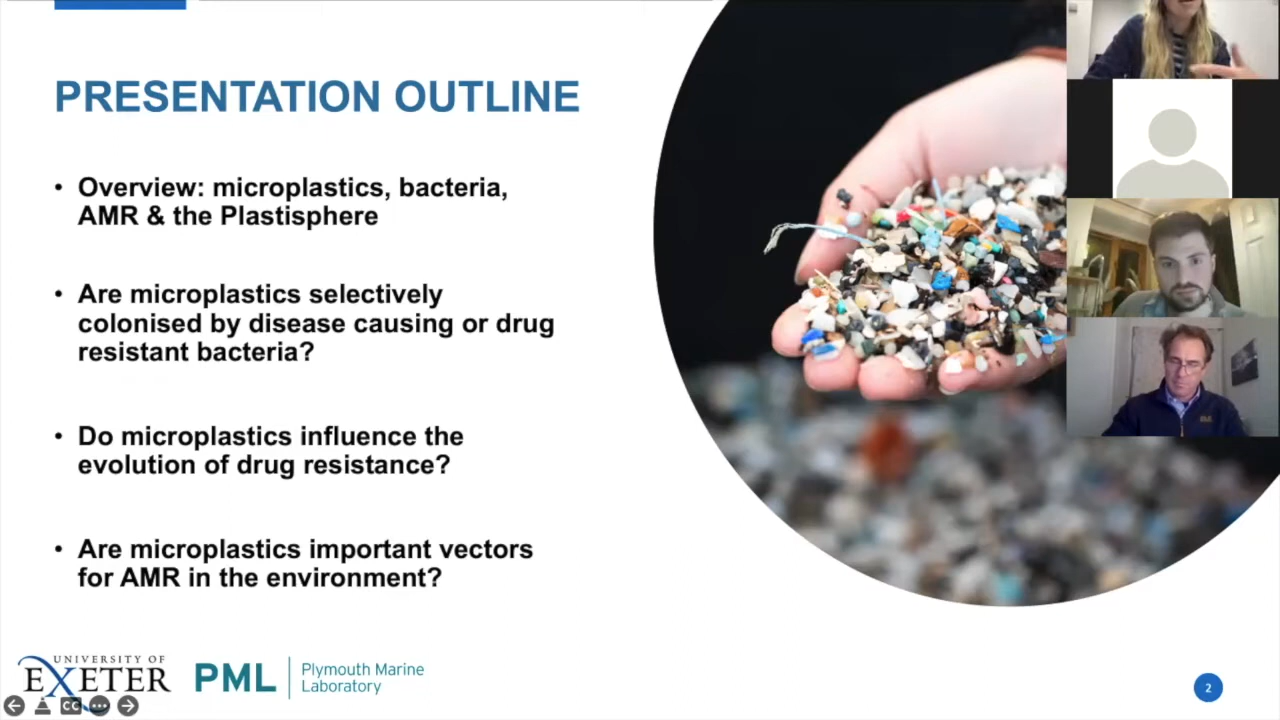 PRESENTATION OUTLINE
• Overview: microplastics, bacteria,
AMR & the Plastisphere
• Are microplastics selectively
colonised by disease causing or drug
resistant bacteria?
• Do microplastics influence the
evolution of drug resistance?
• Are microplastics important vectors
for AMR in the environment?
UNIVERSITY OF
EXETER
PML
Plymouth Marine
Laboratory
CC
2